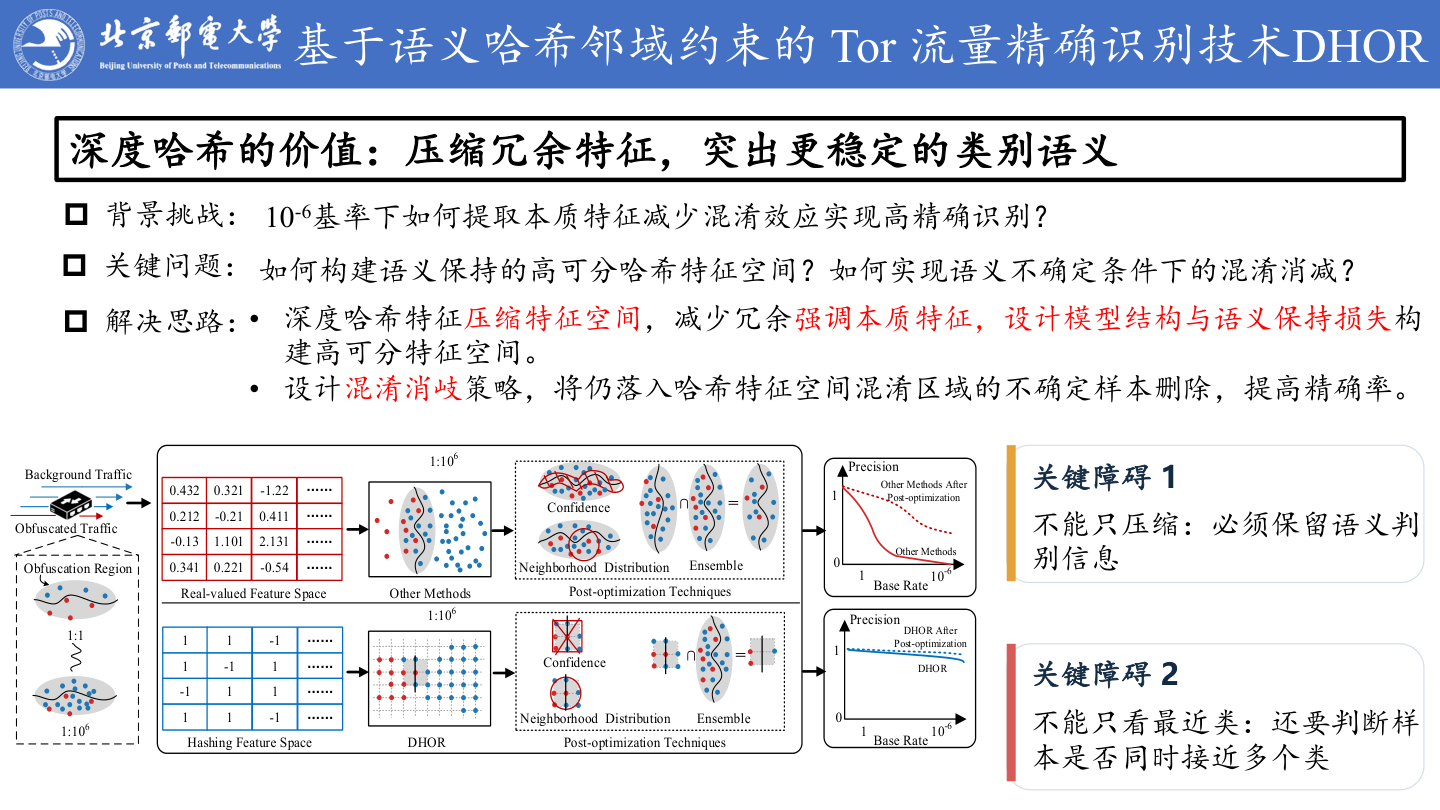 北京郵電大學
Beijing University of Posts and Telecommunications
基于语义哈希邻域约束的 Tor 流量精确识别技术DHOR
深度哈希的价值：压缩冗余特征，突出更稳定的类别语义
背景挑战： 10-6基率下如何提取本质特征减少混淆效应实现高精确识别？
关键问题： 如何构建语义保持的高可分哈希特征空间？如何实现语义不确定条件下的混淆消减？
解决思路：
• 深度哈希特征压缩特征空间，减少冗余强调本质特征，设计模型结构与语义保持损失构
建高可分特征空间。
• 设计混淆消歧策略，将仍落入哈希特征空间混淆区域的不确定样本删除，提高精确率。
Background Traffic
Obfuscated Traffic
Obfuscation Region
1:1
1:106
0.432 0.321 -1.22 ······
0.212 -0.21 0.411 ······
-0.13 1.101 2.131 ······
0.341 0.221 -0.54 ······
Real-valued Feature Space
1:106
Other Methods
Confidence
∩ =
Neighborhood Distribution
Ensemble
Post-optimization Techniques
1 1 -1 ······
1 -1 1 ······
-1 1 1 ······
1 1 -1 ······
Hashing Feature Space
1:106
DHOR
Confidence
∩ =
Neighborhood Distribution
Ensemble
Post-optimization Techniques
Precision
Other Methods After
Post-optimization
1
Other Methods
0
1 10-6
Base Rate
Precision
DHOR After
Post-optimization
1
DHOR
0
1 10-6
Base Rate
关键障碍 1
不能只压缩：必须保留语义判
别信息
关键障碍 2
不能只看最近类：还要判断样
本是否同时接近多个类